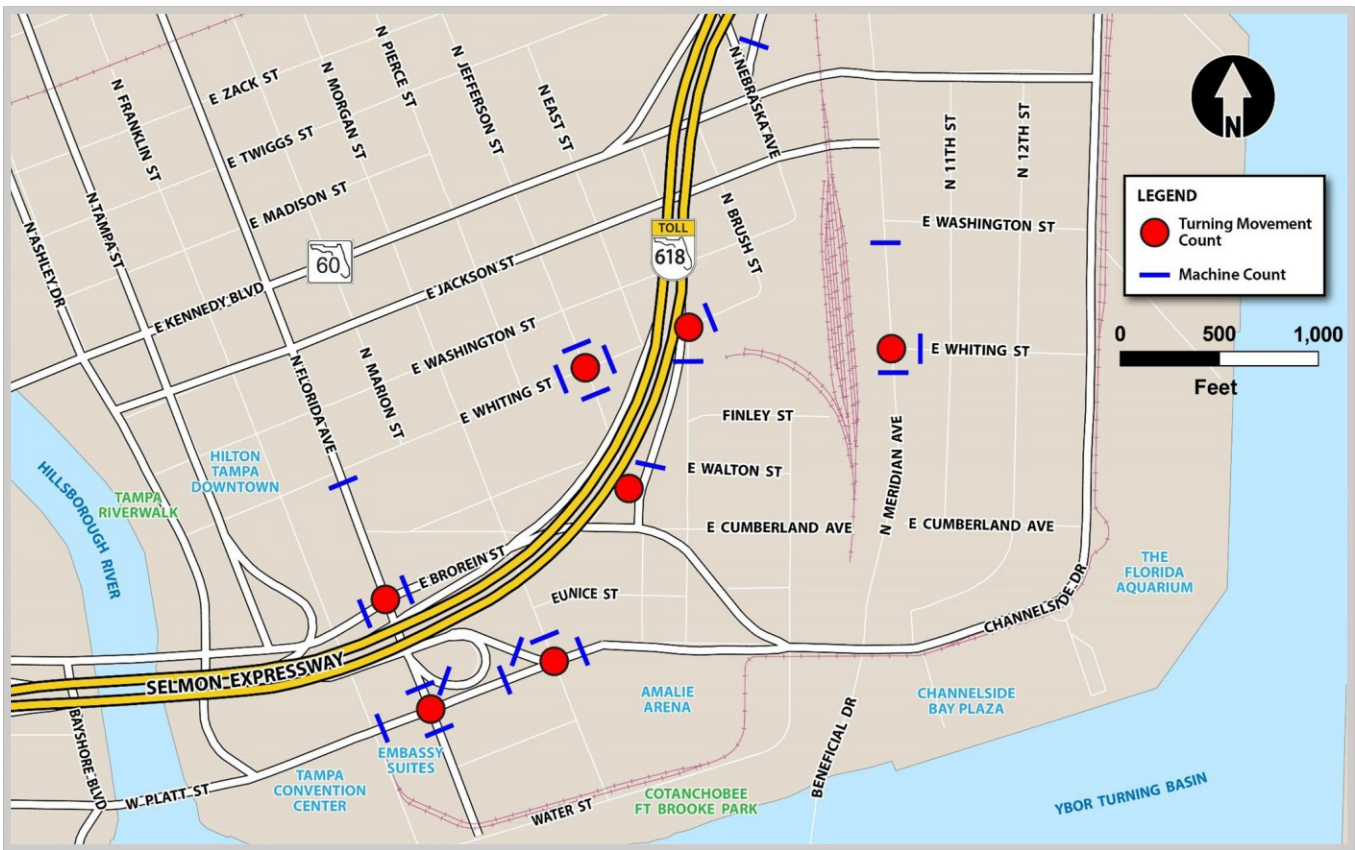 N PIERCE ST
N NEBRASKA AVE
E ZACK ST
N FRANKLIN ST
N MORGAN ST
N JEFFERSON ST
N EAST ST
E TWIGGS ST
N 11TH ST
N 12TH ST
E MADISON ST
N TAMPA ST
N ASHLEY DR
N BRUSH ST
E WASHINGTON ST
TOLL
618
60
E KENNEDY BLVD
E JACKSON ST
E WASHINGTON ST
N FLORIDA AVE
N MARION ST
E WHITING ST
E WHITING ST
FINLEY ST
HILTON
TAMPA
DOWNTOWN
TAMPA
RIVERWALK
HILLSBOROUGH RIVER
E WALTON ST
N MERIDIAN AVE
E CUMBERLAND AVE
E CUMBERLAND AVE
E BROREIN ST
EUNICE ST
THE
FLORIDA
AQUARIUM
CHANNELSIDE DR
SELMON EXPRESSWAY
AMALIE
ARENA
CHANNELSIDE
BAY PLAZA
BAYSHORE BLVD
EMBASSY
SUITES
BENEFICIAL DR
TAMPA
CONVENTION
CENTER
W PLATT ST
WATER ST
COTANCHOBEE
FT BROOKE PARK
YBOR TURNING BASIN
N
LEGEND
Turning Movement
Count
Machine Count
0 500 1,000
Feet